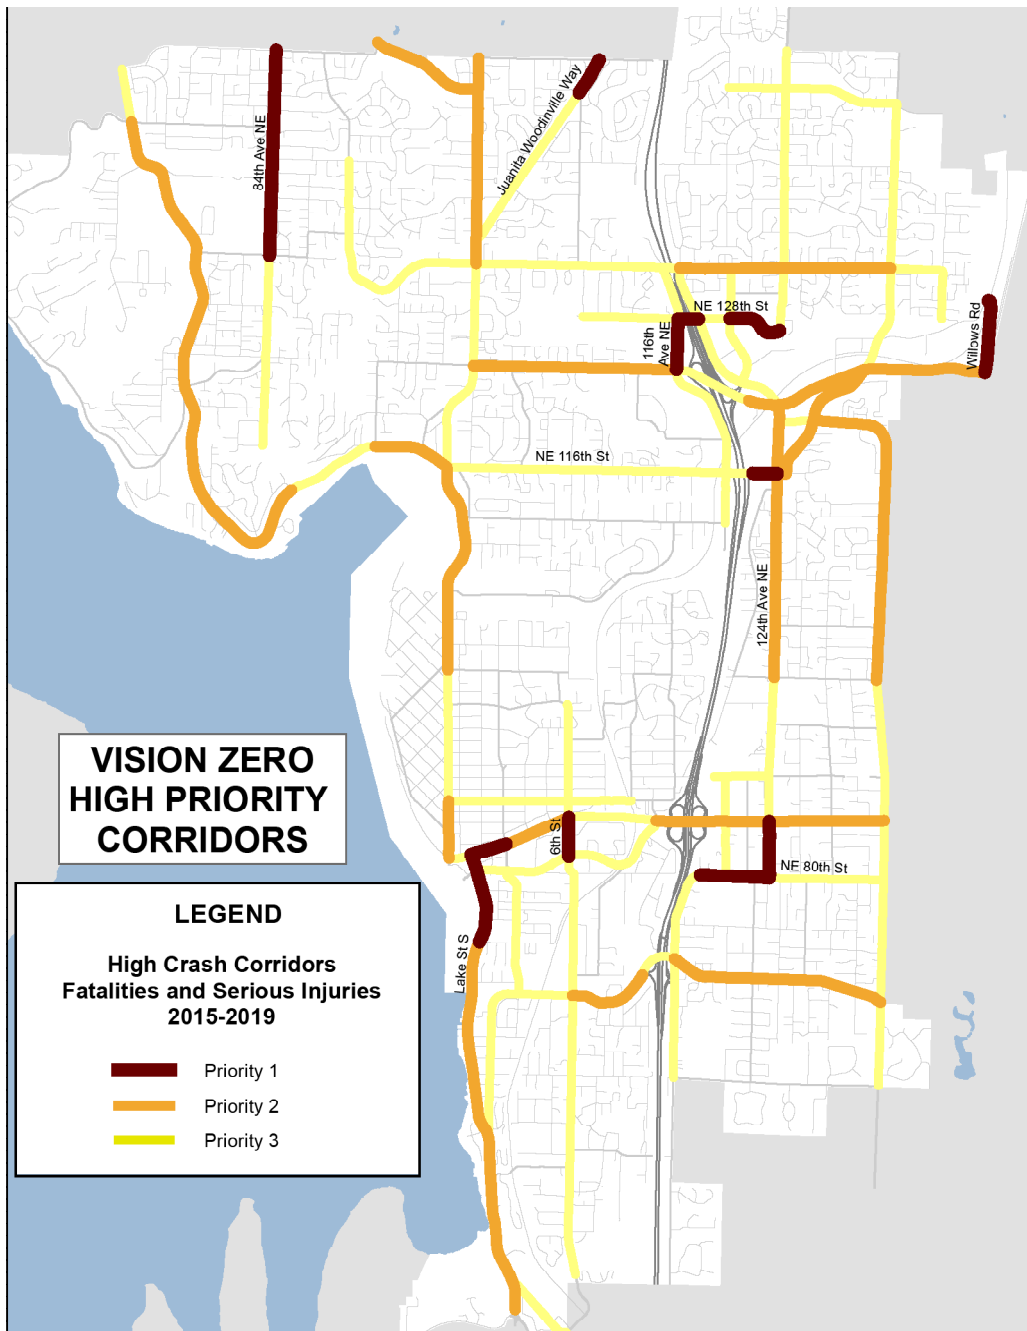 84th Ave NE
Juanita Woodinville Way
NE 128th St
116th
Ave NE
Willows Rd
NE 116th St
124th Ave NE
VISION ZERO
HIGH PRIORITY
CORRIDORS
6th St
NE 80th St
Lake St S
LEGEND
High Crash Corridors
Fatalities and Serious Injuries
2015-2019
Priority 1
Priority 2
Priority 3